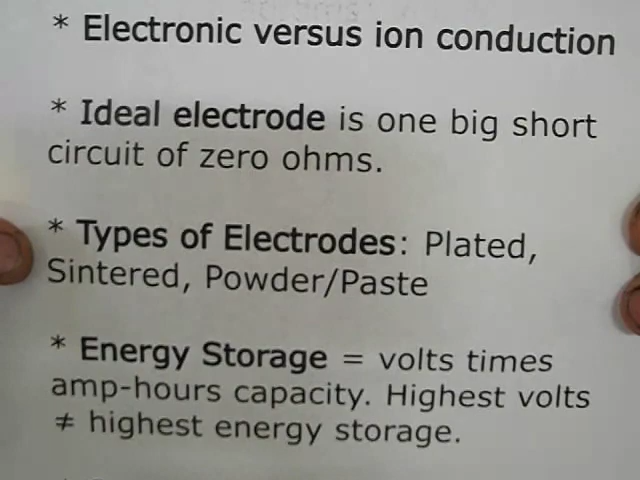 * Electronic versus ion conduction
* Ideal electrode is one big short
circuit of zero ohms.
* Types of Electrodes: Plated,
Sintered, Powder/Paste
* Energy Storage = volts times
amp-hours capacity. Highest volts
≠ highest energy storage.